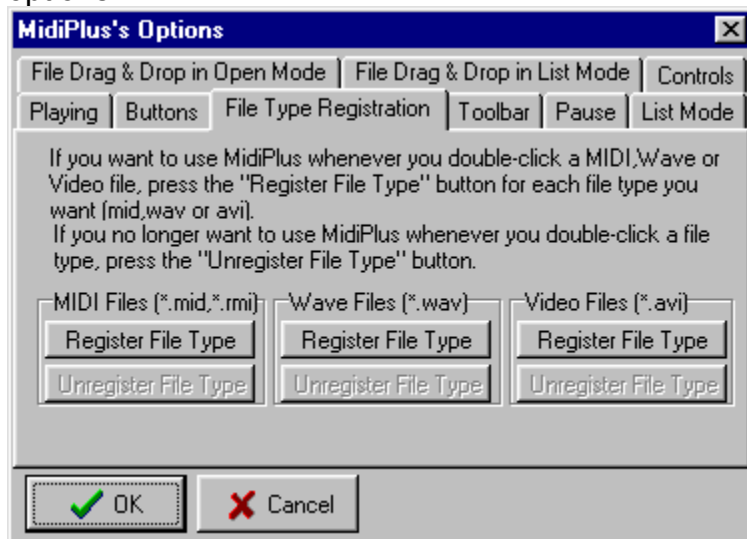 MidiPlus's Options
File Drag & Drop in Open Mode File Drag & Drop in List Mode Controls
Playing Buttons File Type Registration Toolbar Pause List Mode
If you want to use MidiPlus whenever you double-click a MIDI,Wave or
Video file, press the "Register File Type" button for each file type you
want (mid,wav or avi).
If you no longer want to use MidiPlus whenever you double-click a file
type, press the "Unregister File Type" button.
MIDI Files (*.mid,*.rmi) Wave Files (*.wav) Video Files (*.avi)
Register File Type Register File Type Register File Type
Unregister File Type Unregister File Type Unregister File Type
OK Cancel